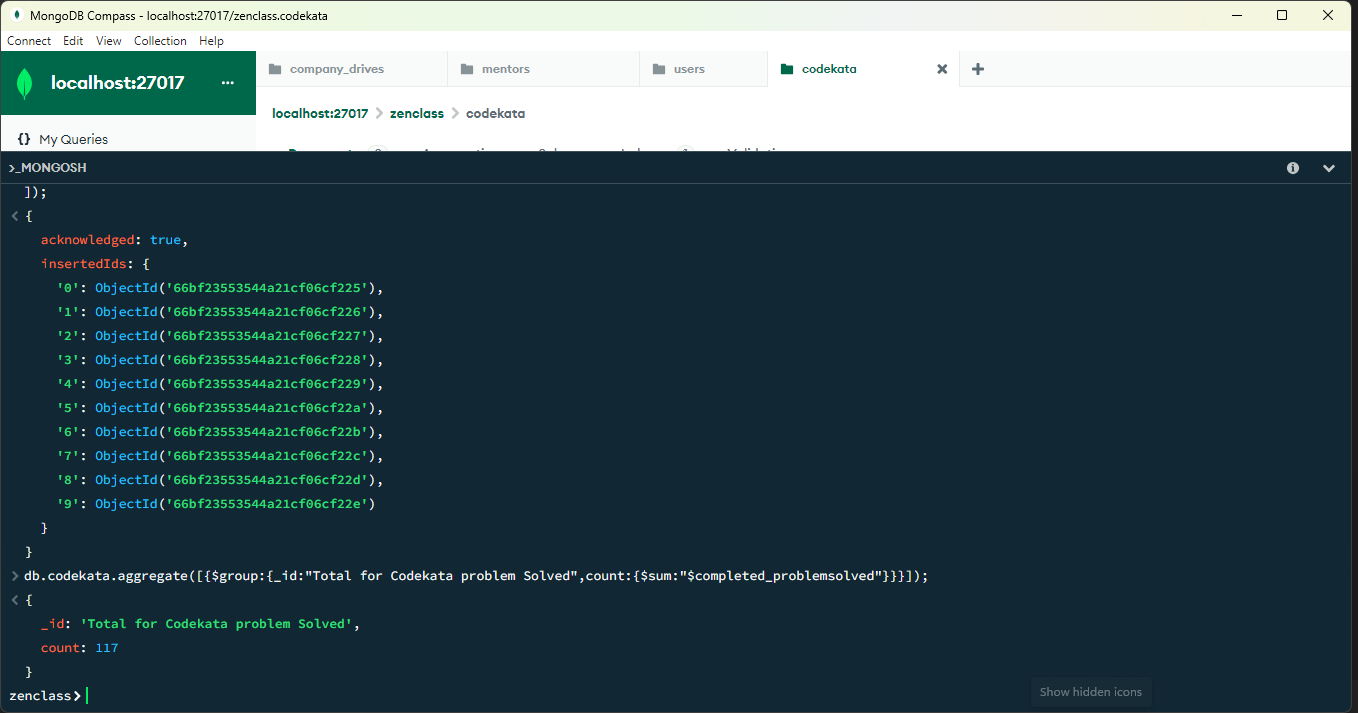 MongoDB Compass - localhost:27017/zenclass.codekata
Connect Edit View Collection Help
localhost:27017 ...
company_drives mentors users codekata
localhost:27017 > zenclass > codekata
{} My Queries
>_MONGOSH
]);
< {
acknowledged: true,
insertedIds: {
'0': ObjectId('66bf23553544a21cf06cf225'),
'1': ObjectId('66bf23553544a21cf06cf226'),
'2': ObjectId('66bf23553544a21cf06cf227'),
'3': ObjectId('66bf23553544a21cf06cf228'),
'4': ObjectId('66bf23553544a21cf06cf229'),
'5': ObjectId('66bf23553544a21cf06cf22a'),
'6': ObjectId('66bf23553544a21cf06cf22b'),
'7': ObjectId('66bf23553544a21cf06cf22c'),
'8': ObjectId('66bf23553544a21cf06cf22d'),
'9': ObjectId('66bf23553544a21cf06cf22e')
}
}
> db.codekata.aggregate([{$group:{_id:"Total for Codekata problem Solved",count:{$sum:"$completed_problemsolved"}}}]);
< {
_id: 'Total for Codekata problem Solved',
count: 117
}
zenclass>
Show hidden icons